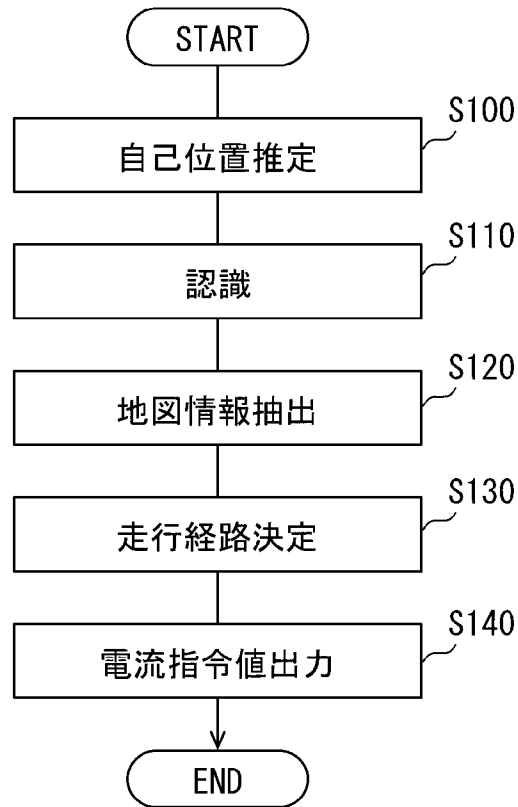 START
S100
自己位置推定
S110
認識
S120
地図情報抽出
S130
走行経路決定
S140
電流指令値出力
END